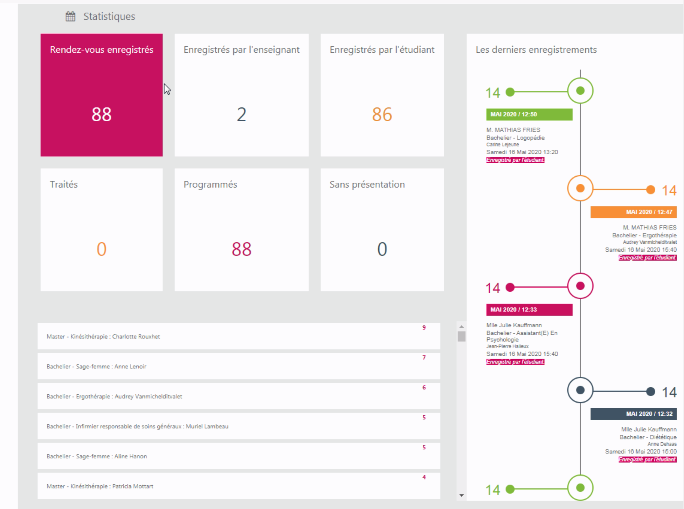 Statistiques
Rendez-vous enregistrés
88
Enregistrés par l'enseignant
2
Enregistrés par l'étudiant
86
Traités
0
Programmés
88
Sans présentation
0
9
Master - Kinésithérapie : Charlotte Rouxhet
7
Bachelier - Sage-femme : Anne Lenoir
6
Bachelier - Ergothérapie : Audrey
5
Bachelier - Infirmier responsable de soins généraux : Muriel Lambeau
5
Bachelier - Sage-femme : Aline Hanon
4
Master - Kinésithérapie : Patricia Mottart
Les derniers enregistrements
14
MAI 2020 / 12:50
M. MATHIAS FRIES
Bachelier - Logopédie
Carine Lejeune
Samedi 16 Mai 2020 13:20
Enregistré par l'étudiant
14
MAI 2020 / 12:47
M. MATHIAS FRIES
Bachelier - Ergothérapie
Audrey
Samedi 16 Mai 2020 15:40
Enregistré par l'étudiant
14
MAI 2020 / 12:33
Mlle Julie Kauffmann
Bachelier - Assistant(E) En
Psychologie
Jean-Pierre
Samedi 16 Mai 2020 15:40
Enregistré par l'étudiant
14
MAI 2020 / 12:32
Mlle Julie Kauffmann
Bachelier - Diététique
Anne
Samedi 16 Mai 2020 15:00
Enregistré par l'étudiant
14